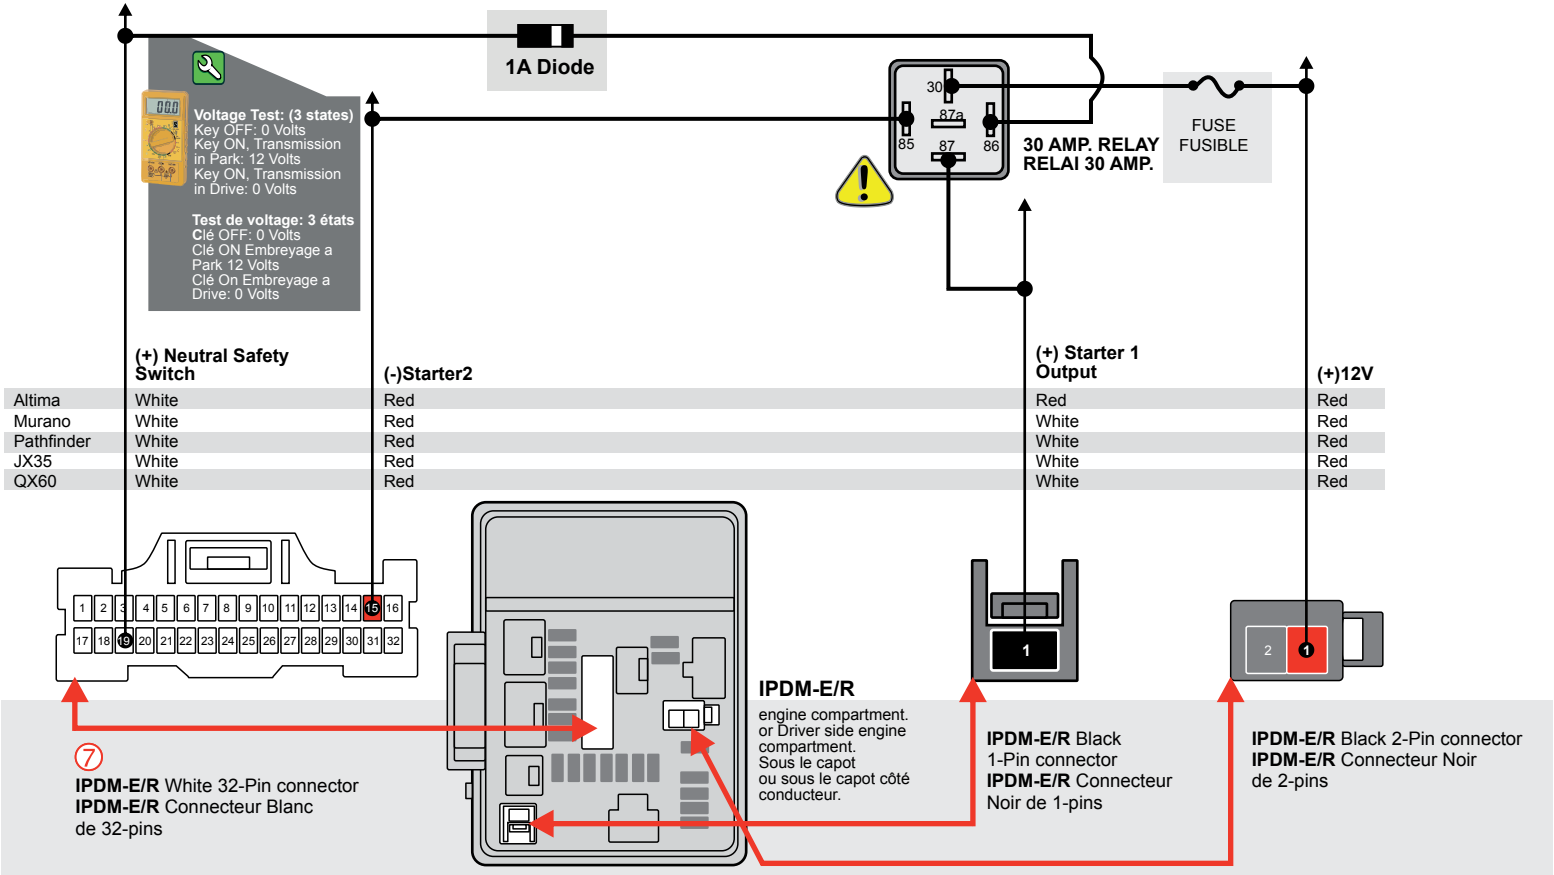 1A Diode
00.0
Voltage Test: (3 states)
Key OFF: 0 Volts
Key ON, Transmission
in Park: 12 Volts
Key ON, Transmission
in Drive: 0 Volts
Test de voltage: 3 états
Clé OFF: 0 Volts
Clé ON Embreyage a
Park 12 Volts
Clé On Embreyage a
Drive: 0 Volts
30
87a
85
87
86
30 AMP. RELAY
RELAI 30 AMP.
FUSE
FUSIBLE
(+) Neutral Safety
Switch
(-)Starter2
(+) Starter 1
Output
(+)12V
Altima White Red Red Red
Murano White Red White Red
Pathfinder White Red White Red
JX35 White Red White Red
QX60 White Red White Red
1 2 3 4 5 6 7 8 9 10 11 12 13 14 15 16
17 18 19 20 21 22 23 24 25 26 27 28 29 30 31 32
1
2 1
IPDM-E/R
engine compartment.
or Driver side engine
compartment.
Sous le capot
ou sous le capot côté
conducteur.
7
IPDM-E/R White 32-Pin connector
IPDM-E/R Connecteur Blanc
de 32-pins
IPDM-E/R Black
1-Pin connector
IPDM-E/R Connecteur
Noir de 1-pins
IPDM-E/R Black 2-Pin connector
IPDM-E/R Connecteur Noir
de 2-pins